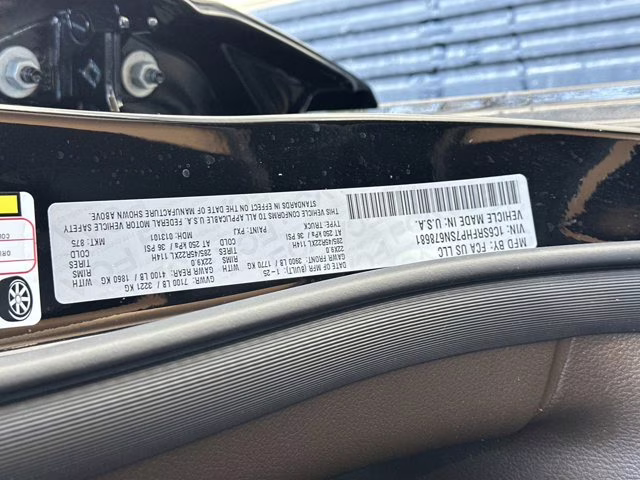 MFD BY: FCA US LLC
VIN: 1C6SRFHP7SN678681
VEHICLE MADE IN: U.S.A.
DATE OF MFR (BUILT): 1-25
GVWR: 7100 LB / 3221 KG
GAWR FRONT: 3900 LB / 1770 KG
GAWR REAR: 4100 LB / 1860 KG WITH
22X9.0
22X9.0 RIMS
285/45R22XL 114H
285/45R22XL 114H TIRES
AT 250 kPa/ 36 PSI COLD
AT 250 kPa/ 36 PSI COLD
TYPE: TRUCK
PAINT: PXJ
MDH: 013101
MKT: 875
THIS VEHICLE CONFORMS TO ALL APPLICABLE U.S.A. FEDERAL MOTOR VEHICLE SAFETY
STANDARDS IN EFFECT ON THE DATE OF MANUFACTURE SHOWN ABOVE.